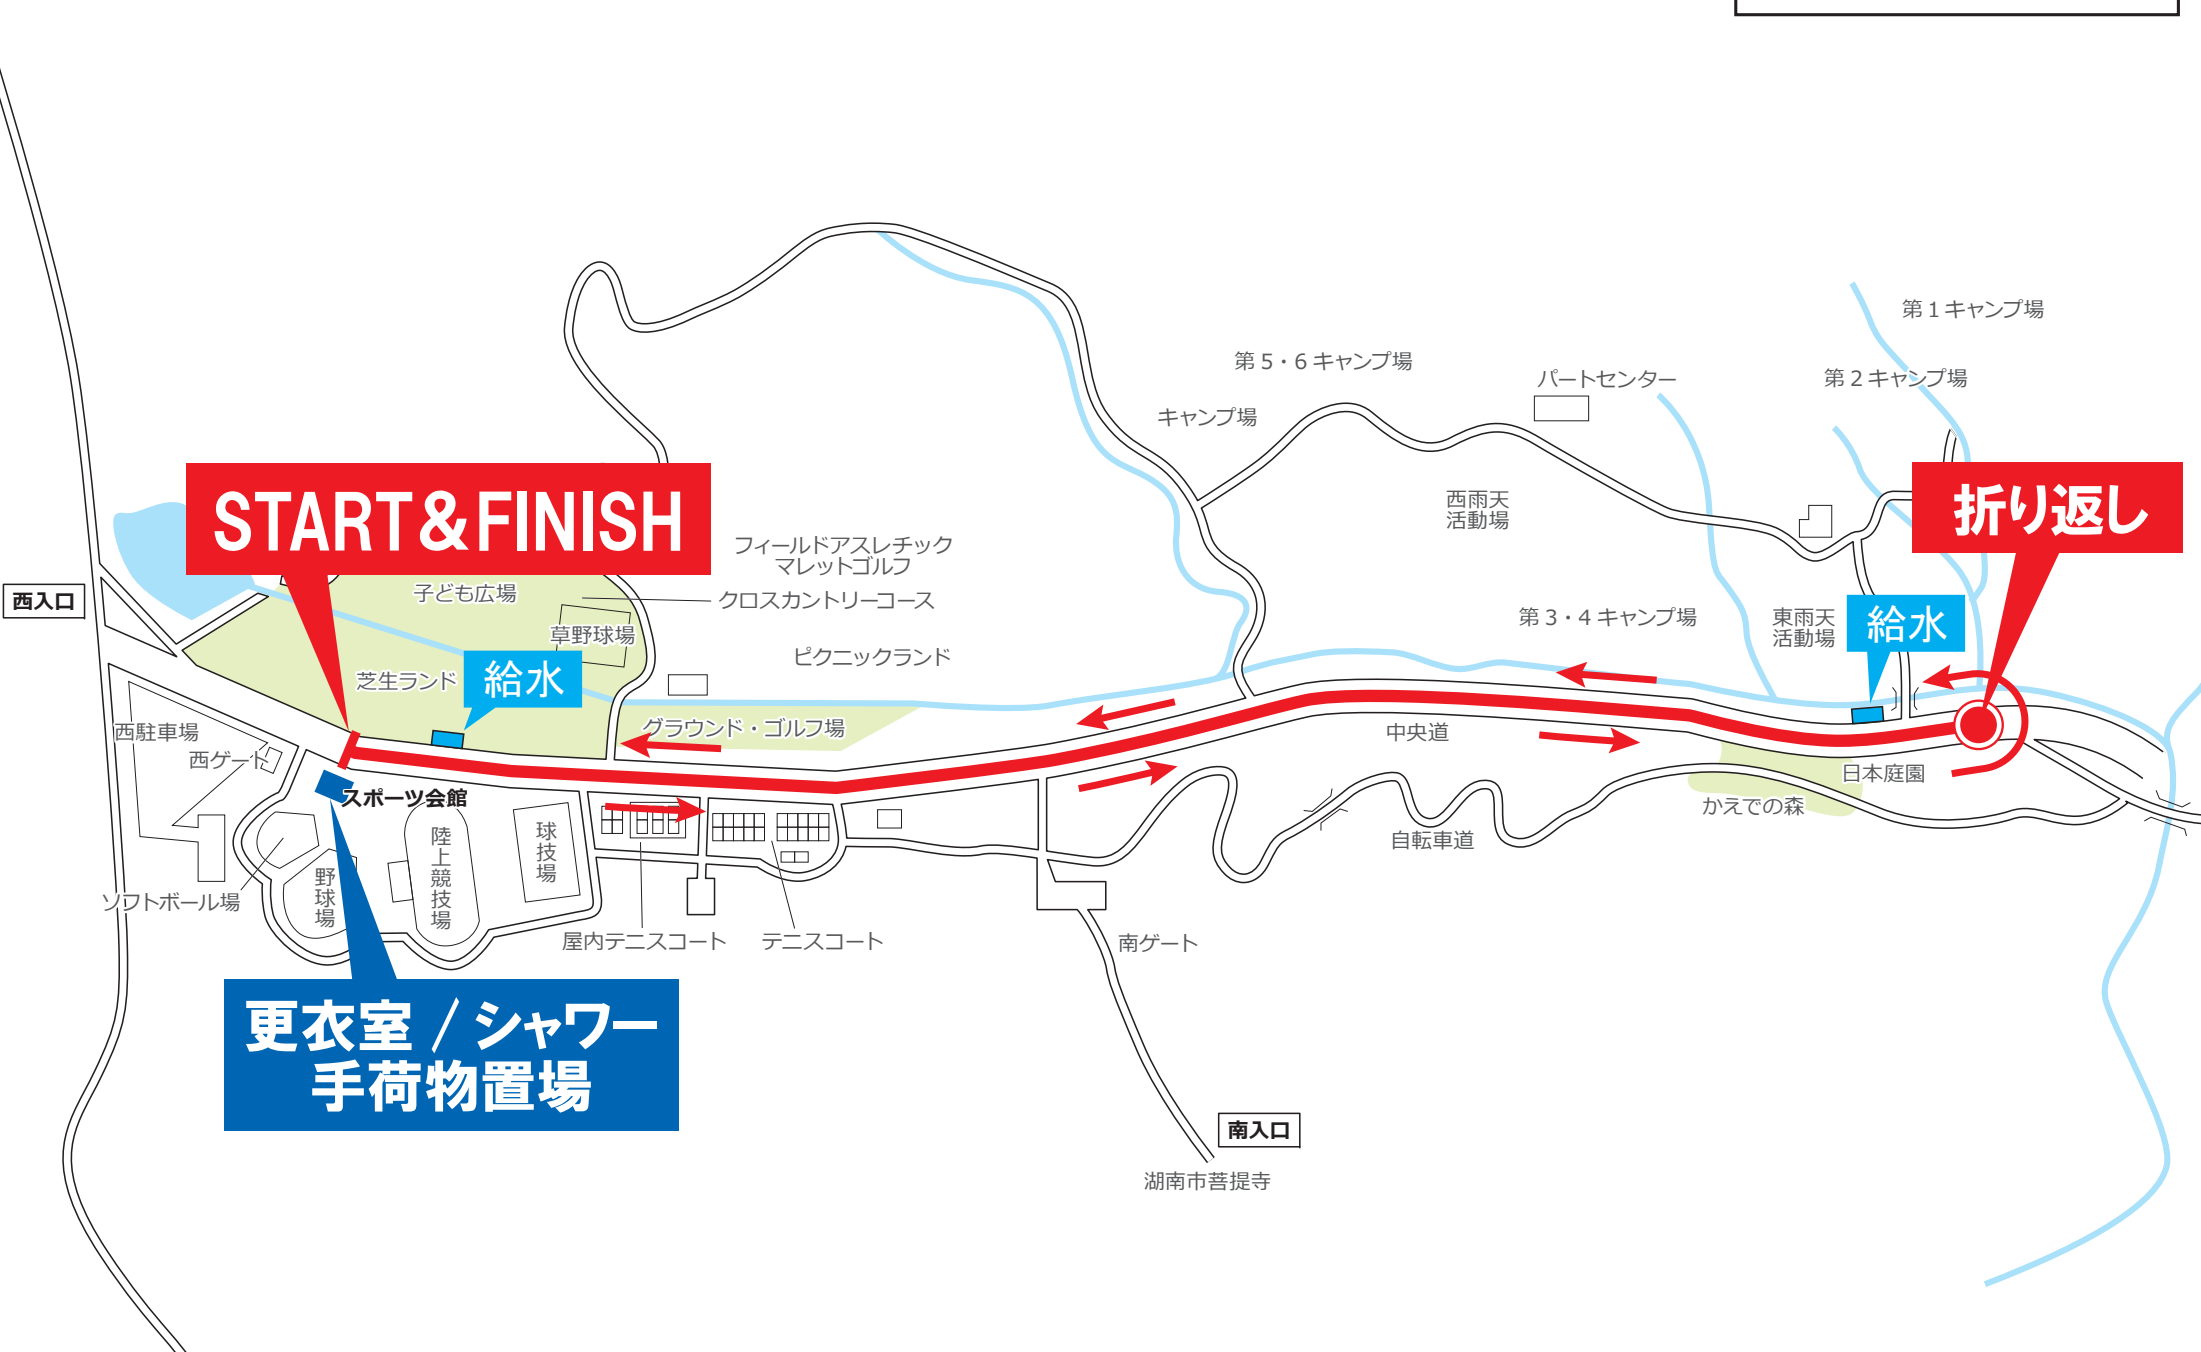 第1キャンプ場
第5・6キャンプ場
パートセンター
第2キャンプ場
キャンプ場
START&FINISH
折り返し
西雨天
活動場
フィールドアスレチック
マレットゴルフ
子ども広場
クロスカントリーコース
西入口
草野球場
第3・4キャンプ場
東雨天
活動場
給水
ピクニックランド
芝生ランド
給水
西駐車場
グラウンド・ゴルフ場
中央道
西ゲート
日本庭園
スポーツ会館
かえでの森
陸上競技場
球技場
自転車道
ソフトボール場
野球場
屋内テニスコート
テニスコート
南ゲート
更衣室 / シャワー
手荷物置場
南入口
湖南市菩提寺